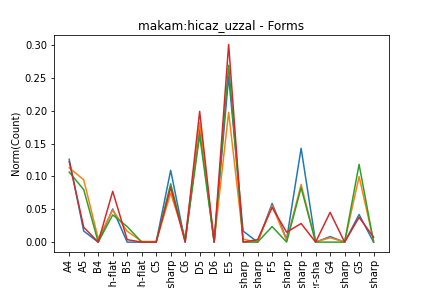 makam:hicaz_uzzal - Forms
Norm(Count)
0.30
0.25
0.20
0.15
0.10
0.05
0.00
A4
A5
B4
h-flat
B5
h-flat
C5
sharp
C6
D5
D6
E5
sharp
sharp
F5
sharp
sharp
er-sha
G4
sharp
G5
sharp